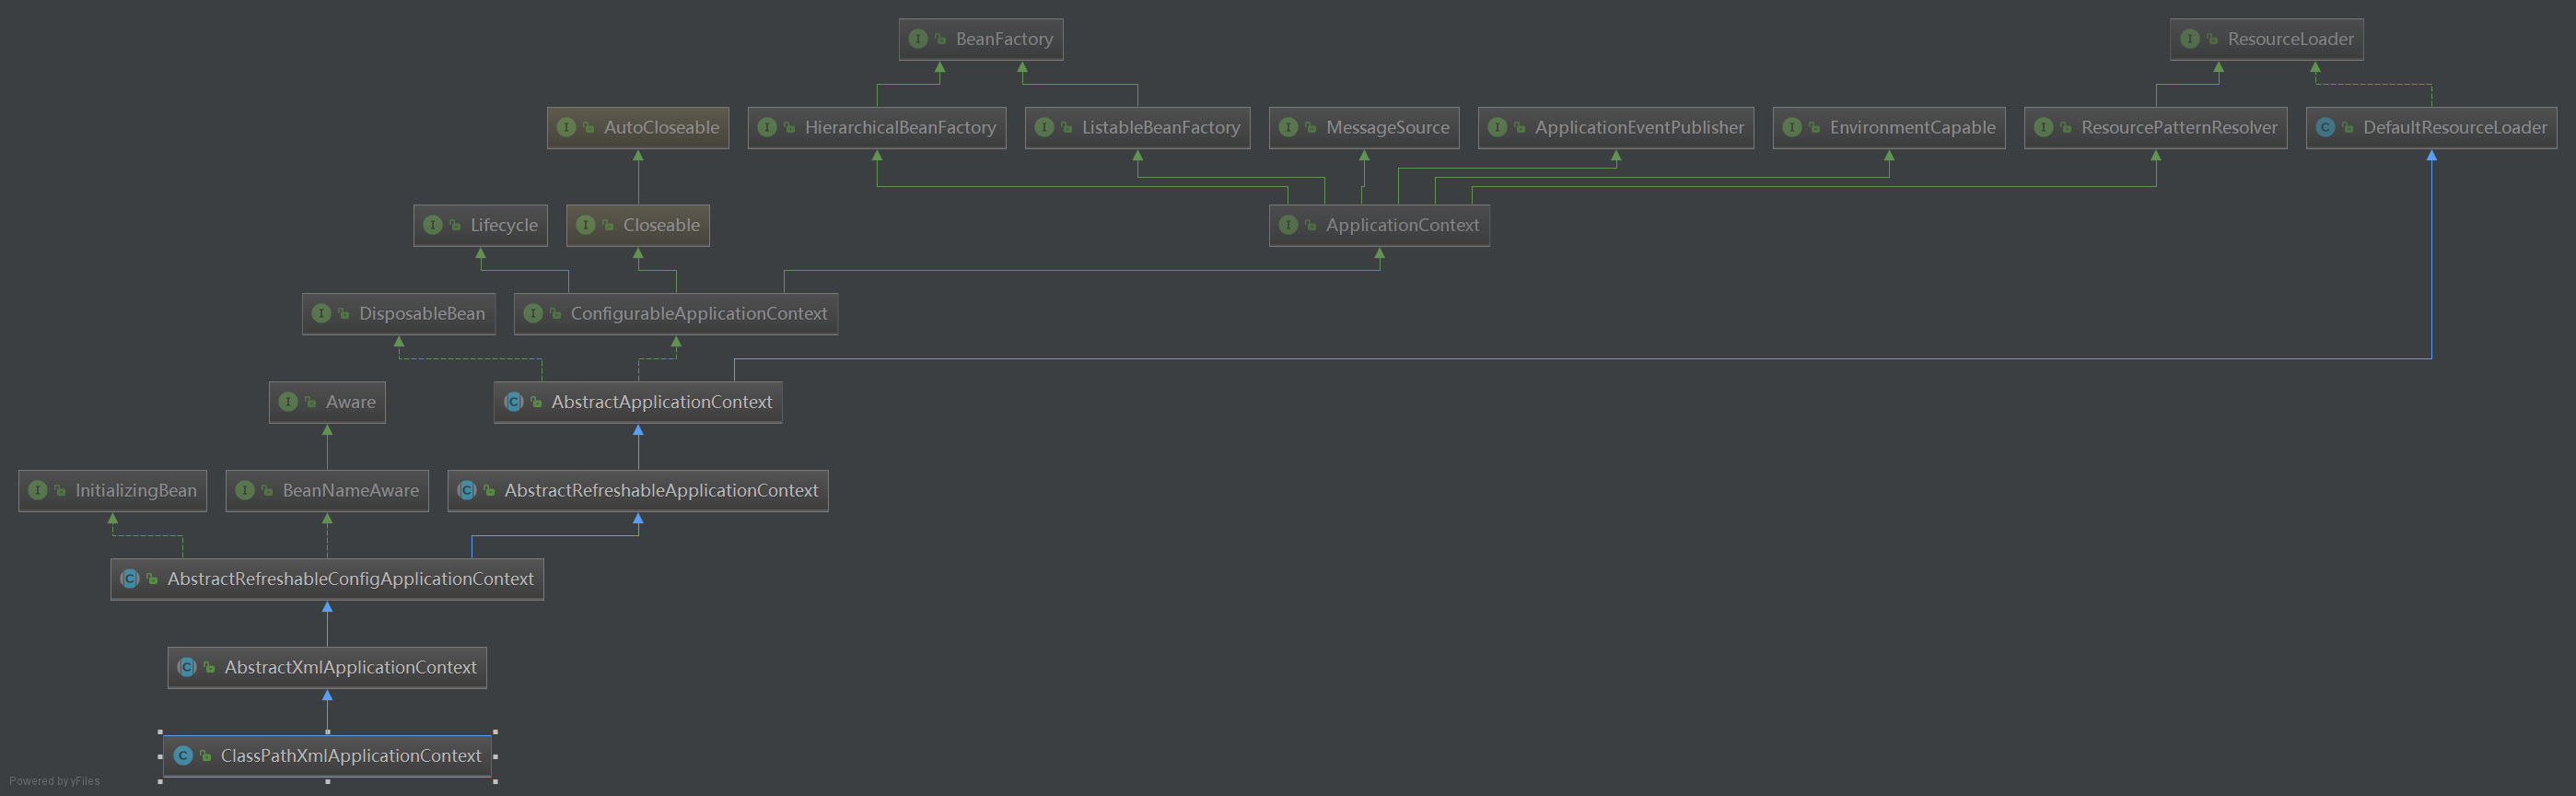 BeanFactory
ResourceLoader
AutoCloseable
HierarchicalBeanFactory
ListableBeanFactory
MessageSource
ApplicationEventPublisher
EnvironmentCapable
ResourcePatternResolver
DefaultResourceLoader
Lifecycle
Closeable
ApplicationContext
DisposableBean
ConfigurableApplicationContext
Aware
AbstractApplicationContext
InitializingBean
BeanNameAware
AbstractRefreshableApplicationContext
AbstractRefreshableConfigApplicationContext
AbstractXmlApplicationContext
ClassPathXmlApplicationContext
Powered by yFiles